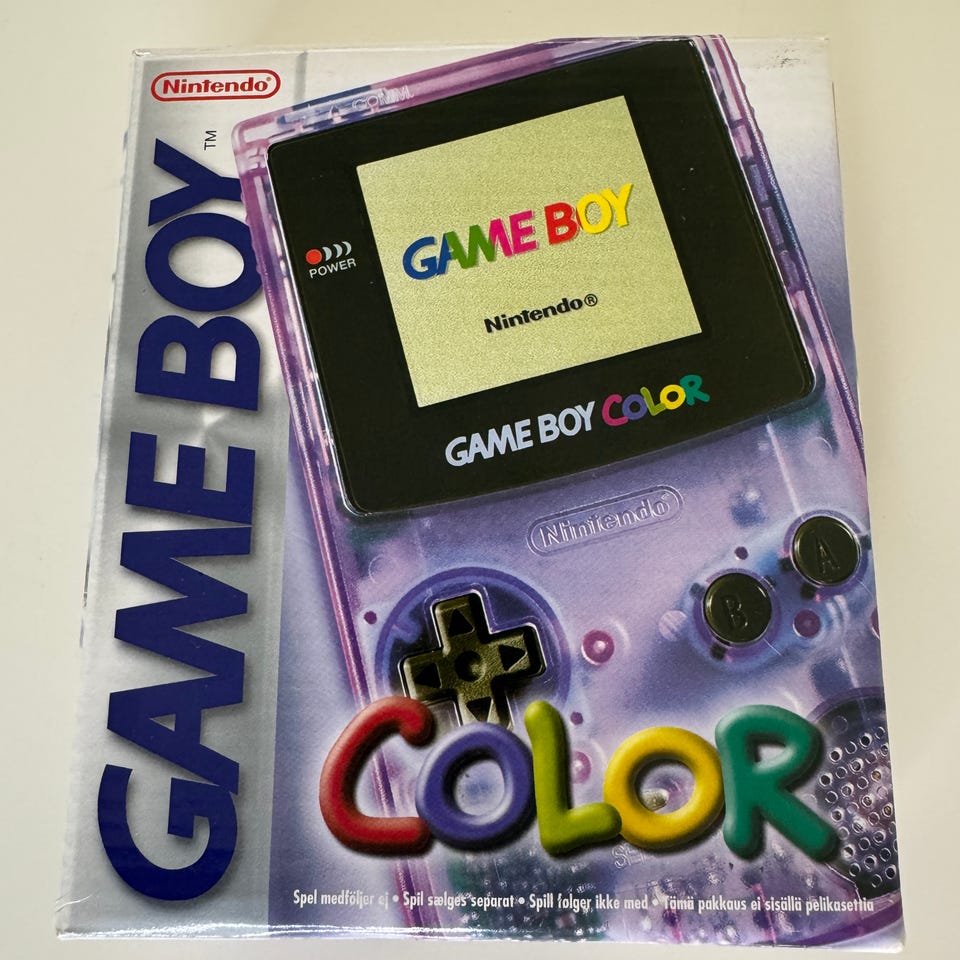 Nintendo
GAME BOY™
COMM.
POWER
GAME BOY
Nintendo®
GAME BOY COLOR
Nintendo
A
B
COLOR
Spel medföljer ej • Spil sælges separat • Spill følger ikke med • Tämä pakkaus ei sisällä pelikasettia